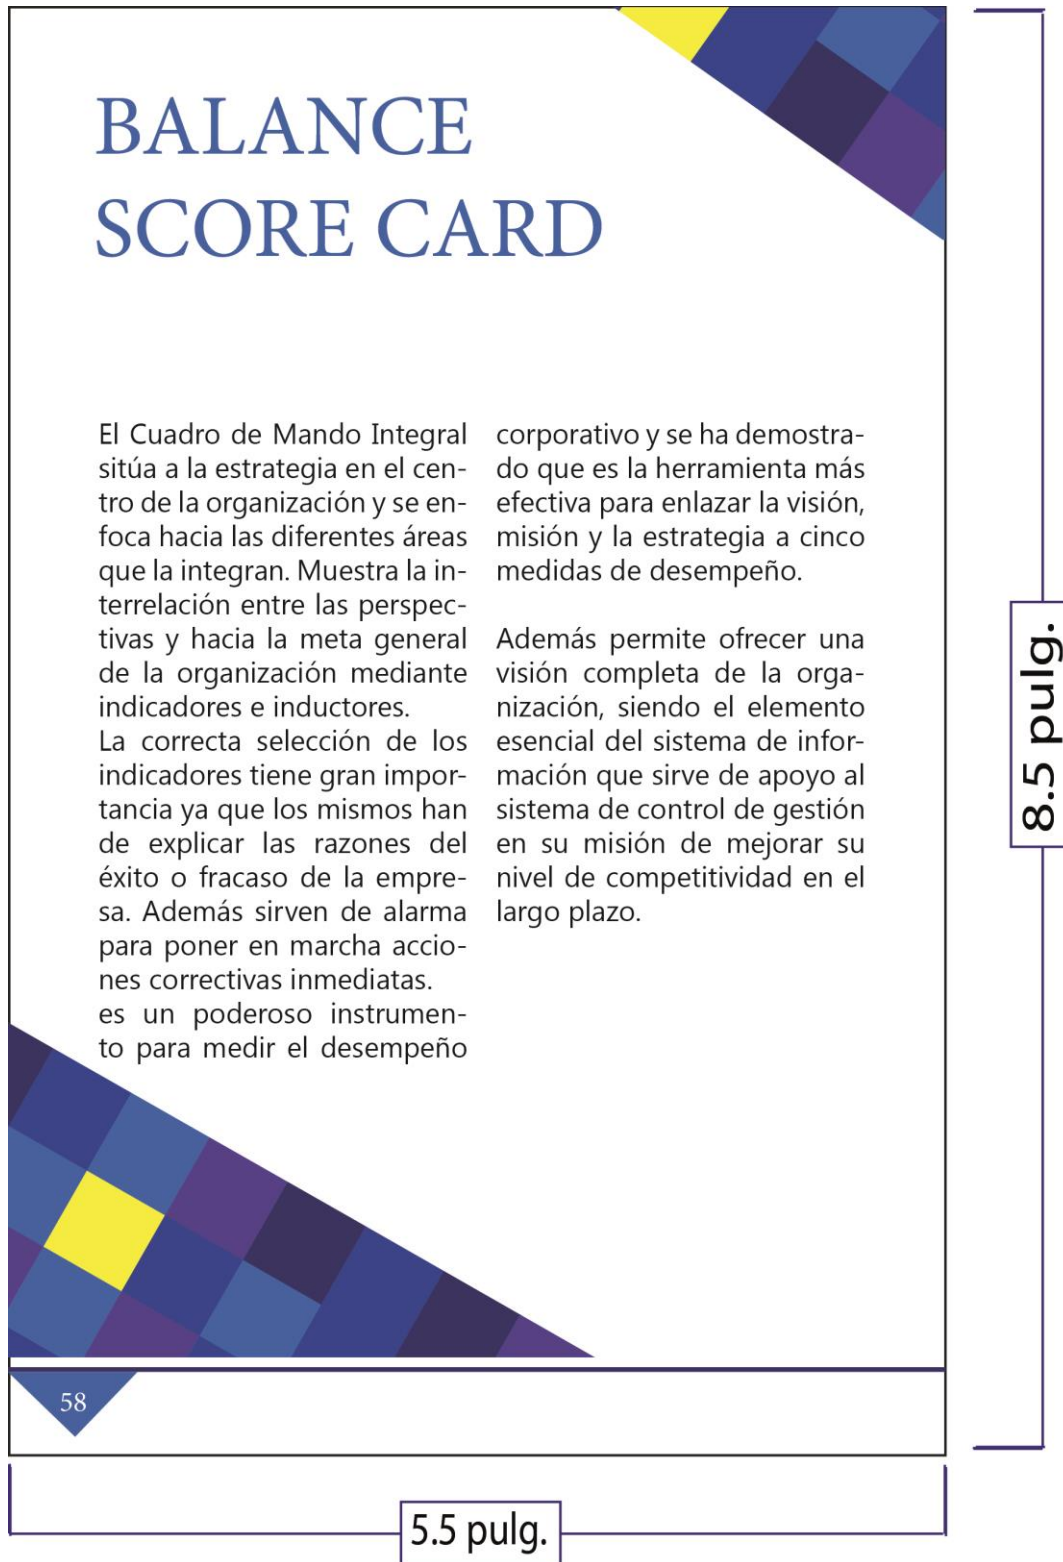 BALANCE
SCORE CARD
El Cuadro de Mando Integral
sitúa a la estrategia en el cen-
tro de la organización y se en-
foca hacia las diferentes áreas
que la integran. Muestra la in-
terrelación entre las perspec-
tivas y hacia la meta general
de la organización mediante
indicadores e inductores.
La correcta selección de los
indicadores tiene gran impor-
tancia ya que los mismos han
de explicar las razones del
éxito o fracaso de la empre-
sa. Además sirven de alarma
para poner en marcha accio-
nes correctivas inmediatas.
es un poderoso instrumen-
to para medir el desempeño
corporativo y se ha demostra-
do que es la herramienta más
efectiva para enlazar la visión,
misión y la estrategia a cinco
medidas de desempeño.
Además permite ofrecer una
visión completa de la orga-
nización, siendo el elemento
esencial del sistema de infor-
mación que sirve de apoyo al
sistema de control de gestión
en su misión de mejorar su
nivel de competitividad en el
largo plazo.
58
8.5 pulg.
5.5 pulg.